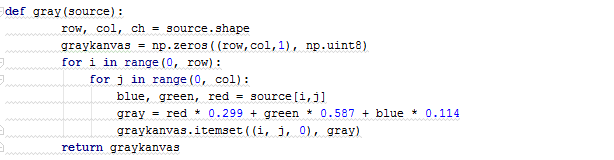 def gray(source):
row, col, ch = source.shape
graykanvas = np.zeros((row,col,1), np.uint8)
for i in range(0, row):
for j in range(0, col):
blue, green, red = source[i,j]
gray = red * 0.299 + green * 0.587 + blue * 0.114
graykanvas.itemset((i, j, 0), gray)
return graykanvas